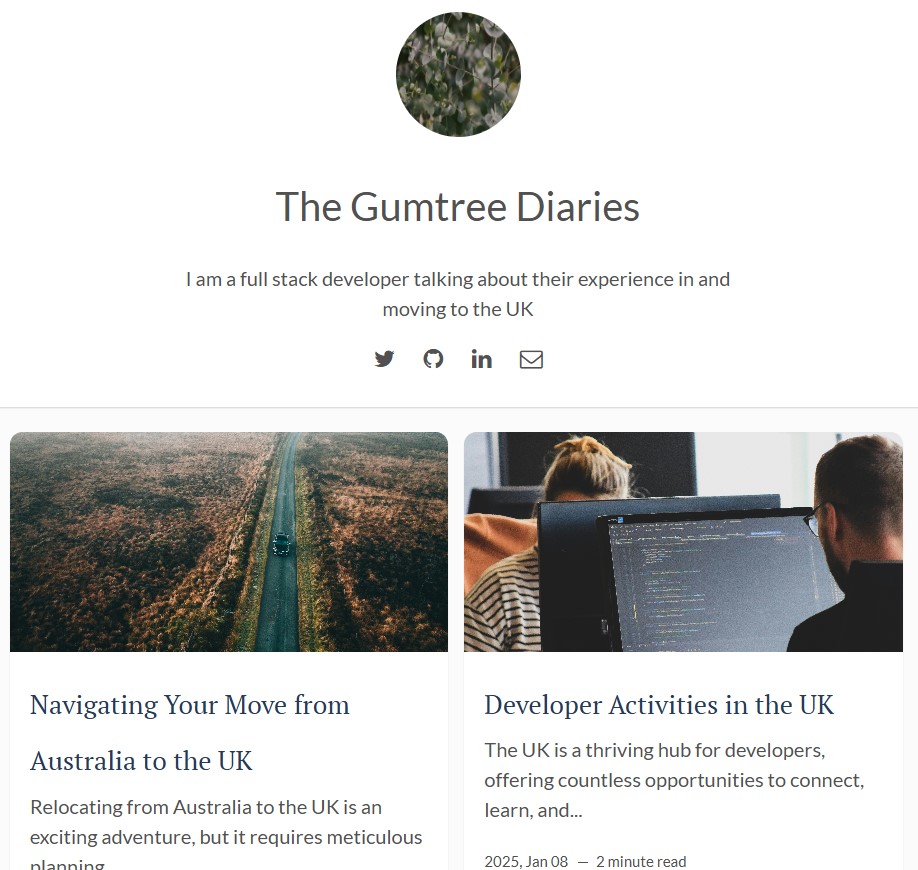 The Gumtree Diaries
I am a full stack developer talking about their experience in and
moving to the UK
Navigating Your Move from
Australia to the UK
Relocating from Australia to the UK is an
exciting adventure, but it requires meticulous
planning
Developer Activities in the UK
The UK is a thriving hub for developers,
offering countless opportunities to connect,
learn, and...
2025, Jan 08 — 2 minute read